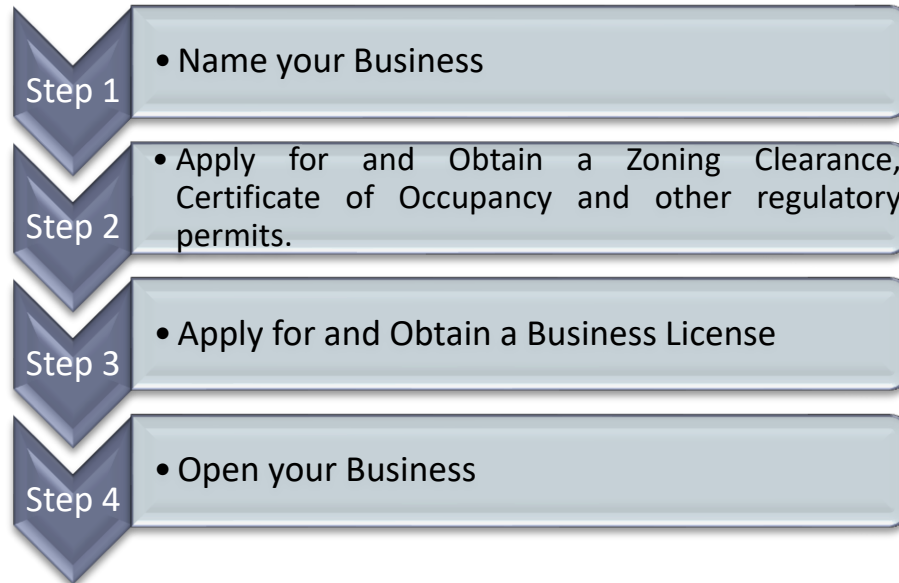 Step 1
• Name your Business
Step 2
• Apply for and Obtain a Zoning Clearance,
Certificate of Occupancy and other regulatory
permits.
Step 3
• Apply for and Obtain a Business License
Step 4
• Open your Business